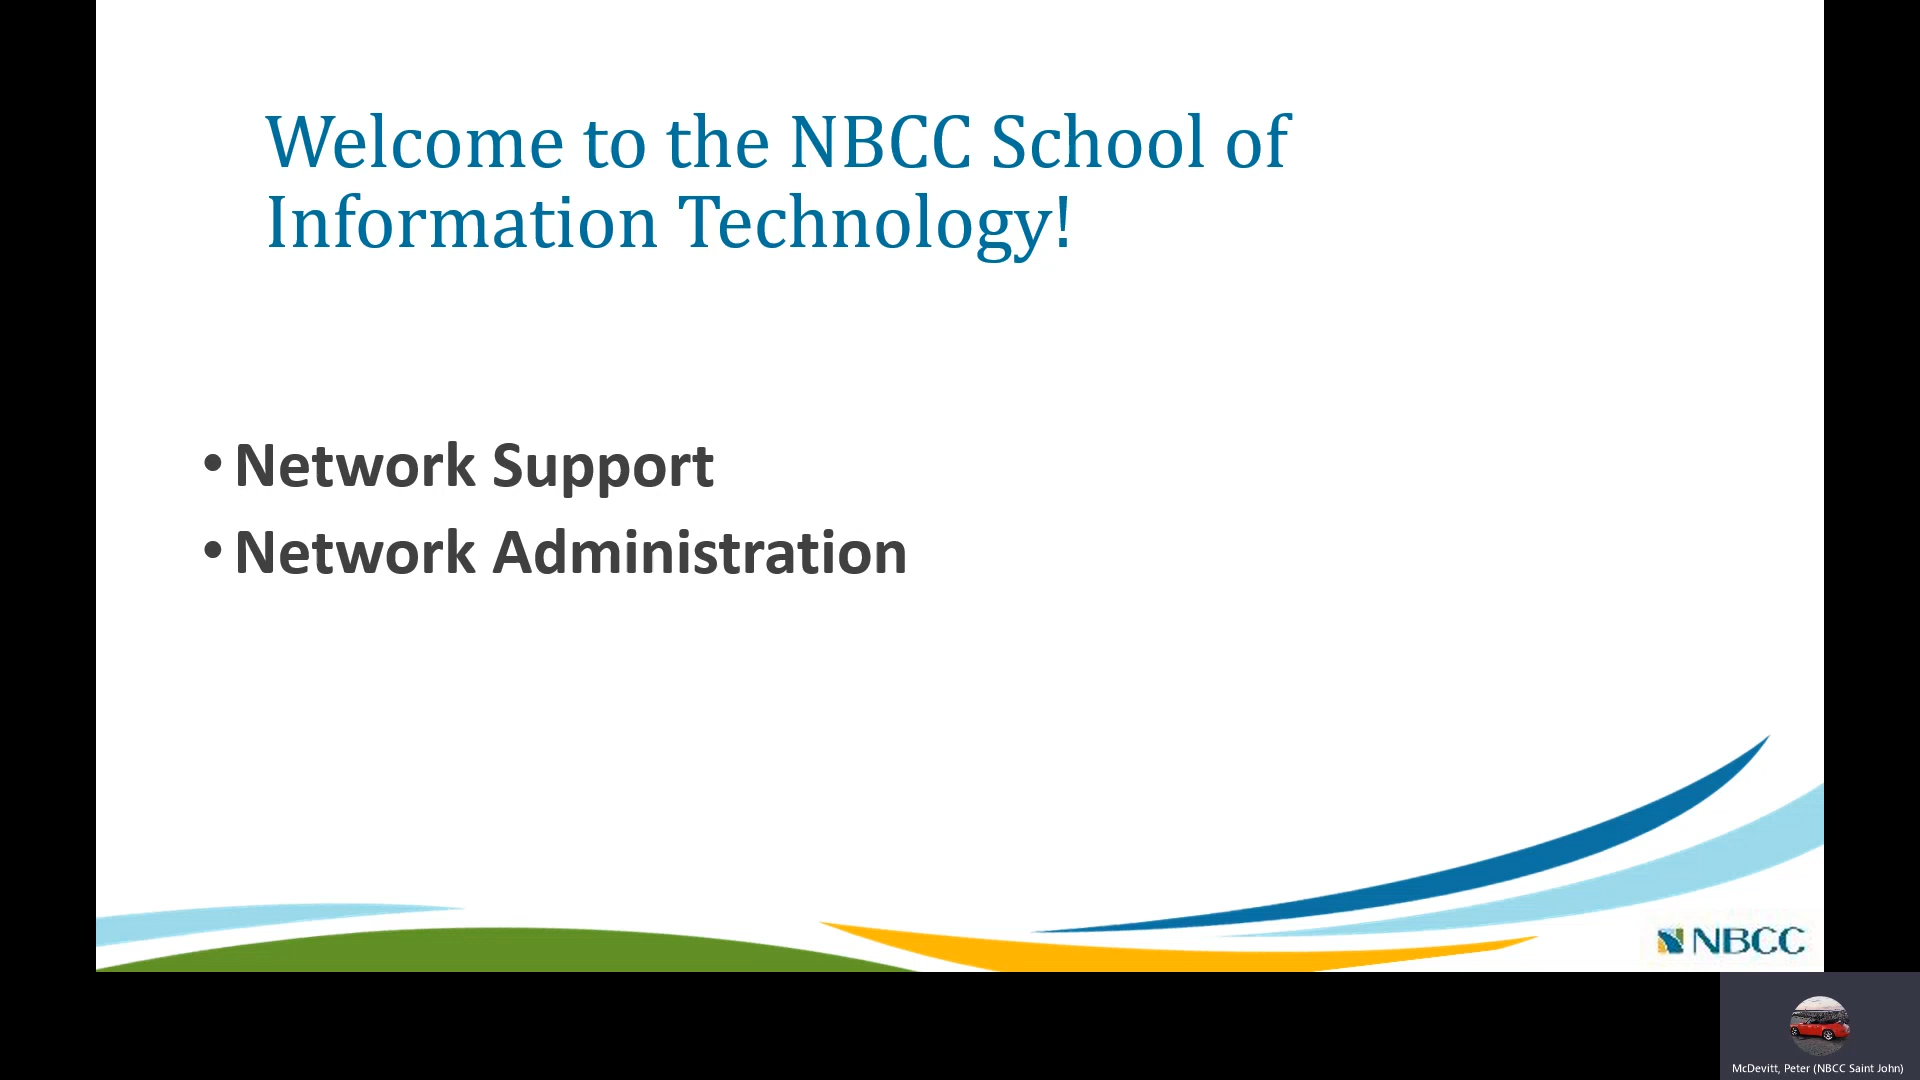 Welcome to the NBCC School of
Information Technology!
• Network Support
• Network Administration
NBCC
McDevitt, Peter (NBCC Saint John)